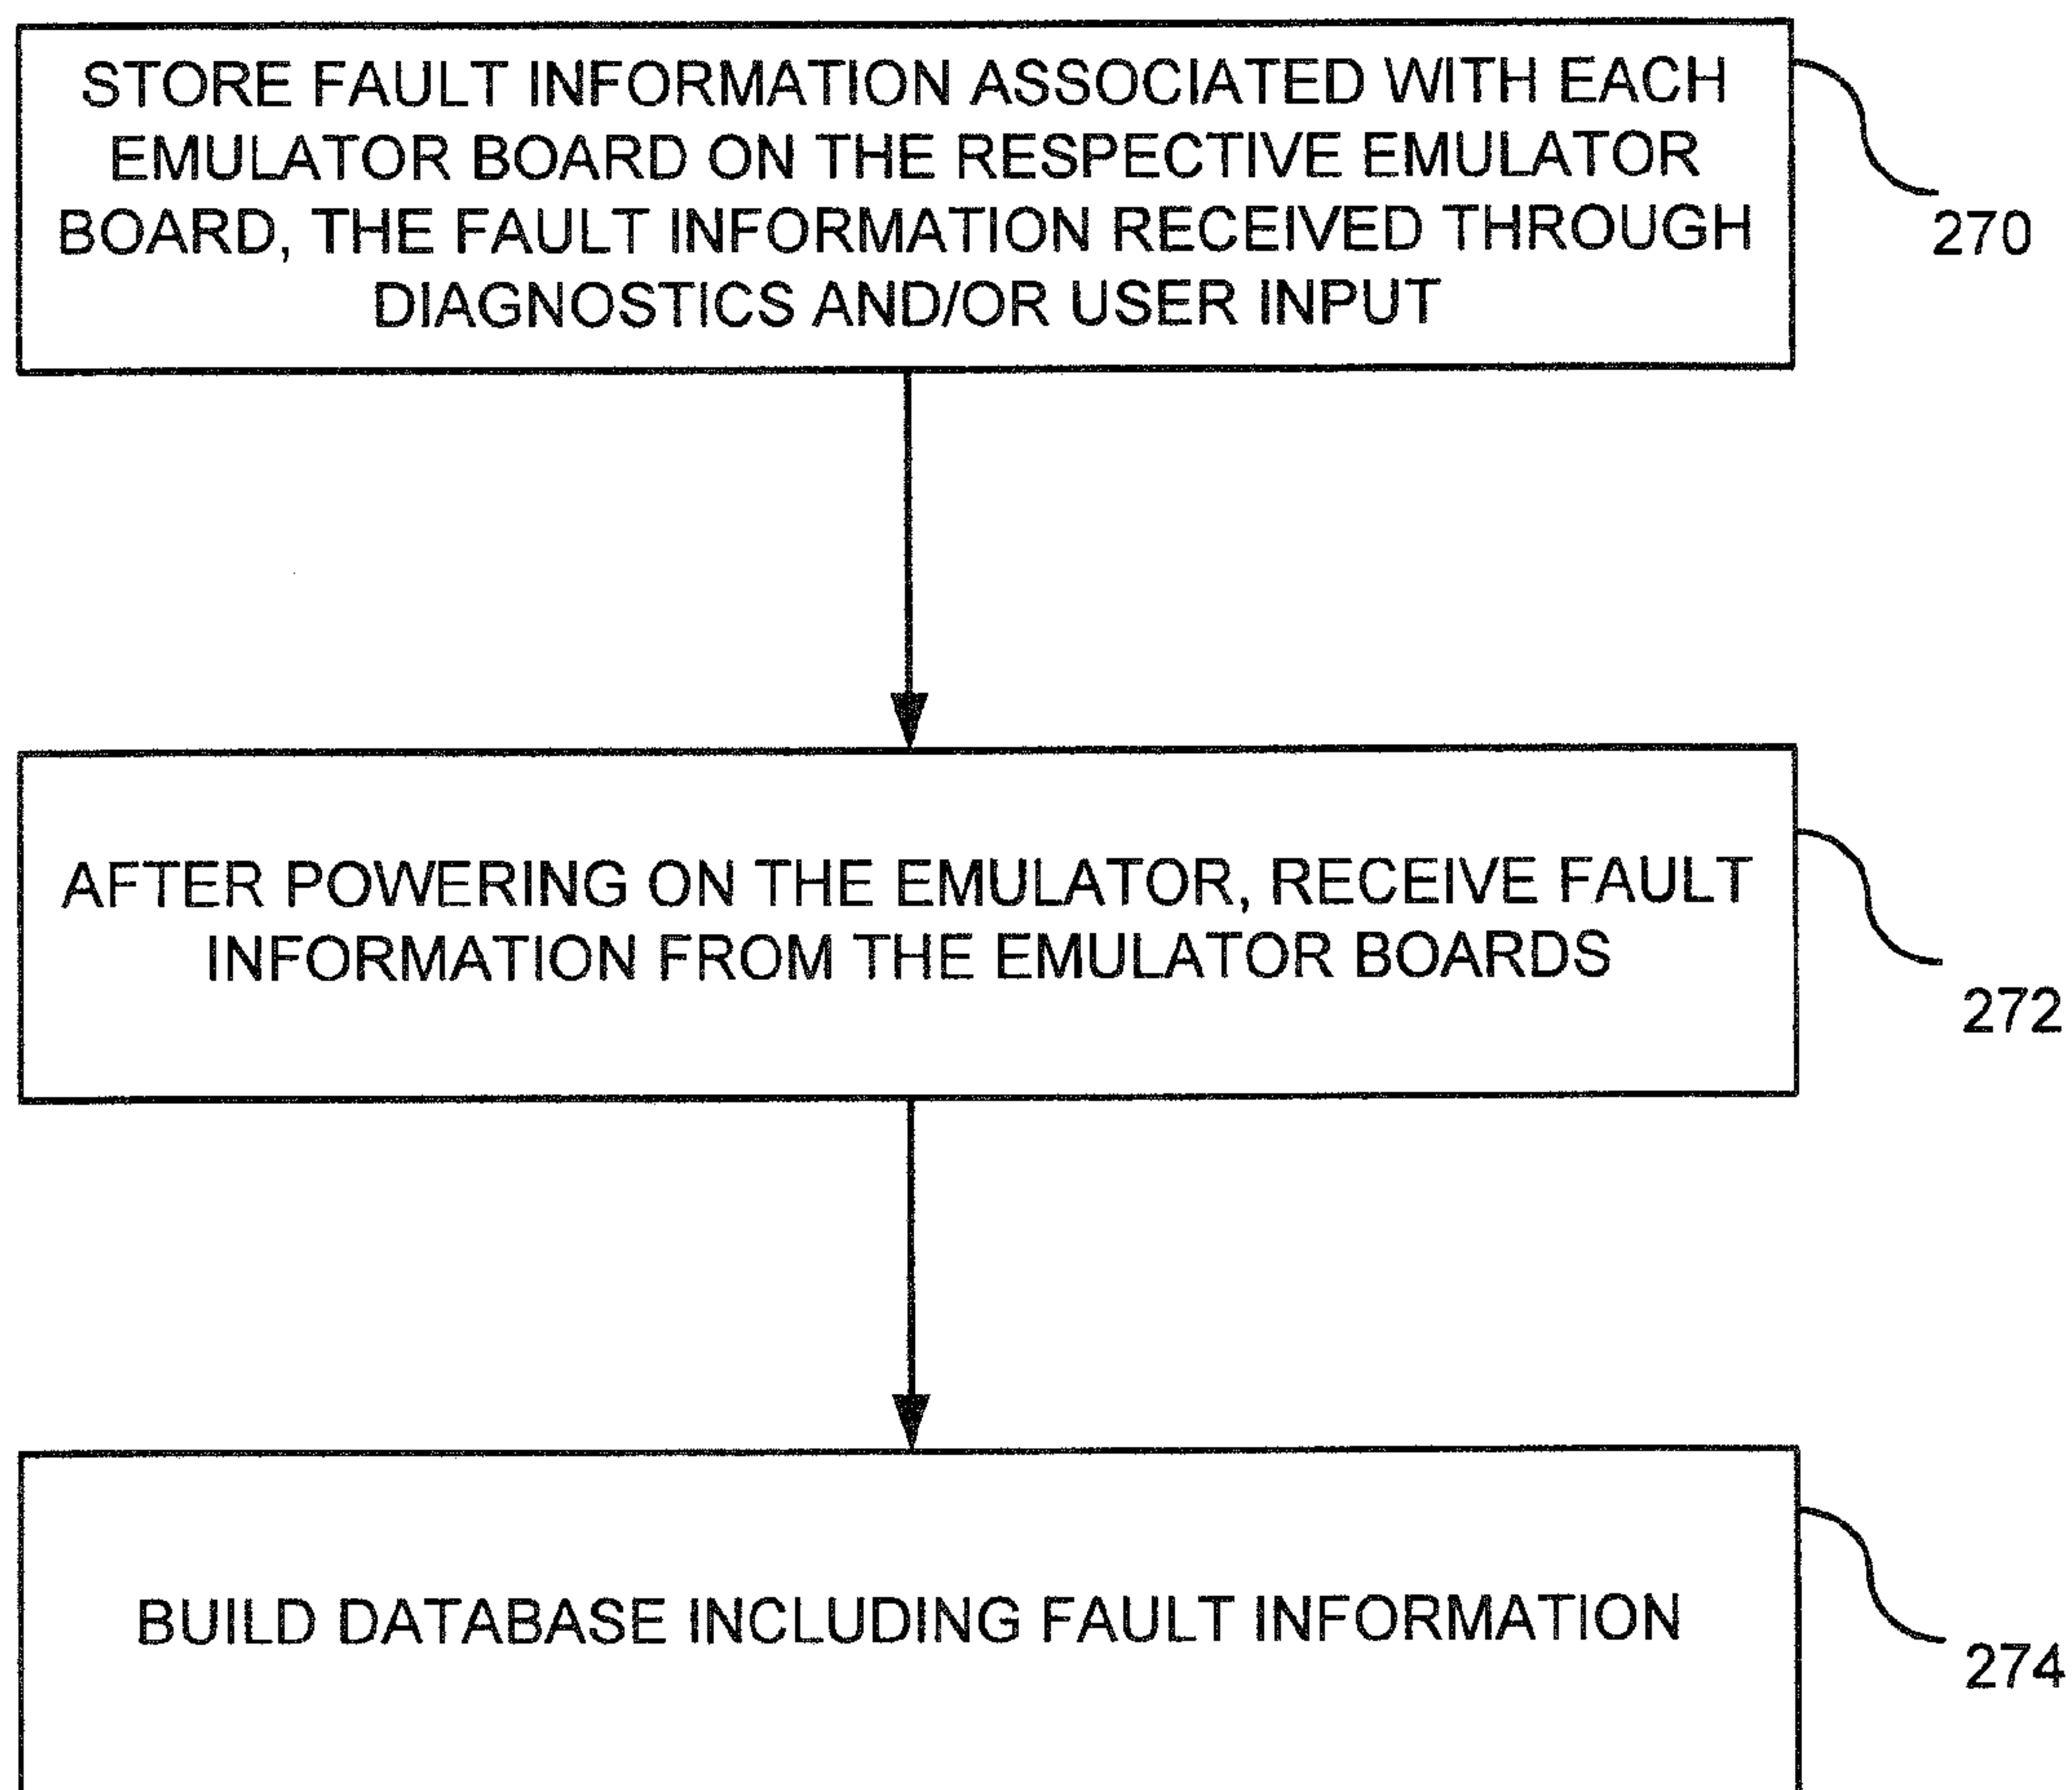 STORE FAULT INFORMATION ASSOCIATED WITH EACH
EMULATOR BOARD ON THE RESPECTIVE EMULATOR
BOARD, THE FAULT INFORMATION RECEIVED THROUGH
DIAGNOSTICS AND/OR USER INPUT
270
AFTER POWERING ON THE EMULATOR, RECEIVE FAULT
INFORMATION FROM THE EMULATOR BOARDS
272
BUILD DATABASE INCLUDING FAULT INFORMATION
274